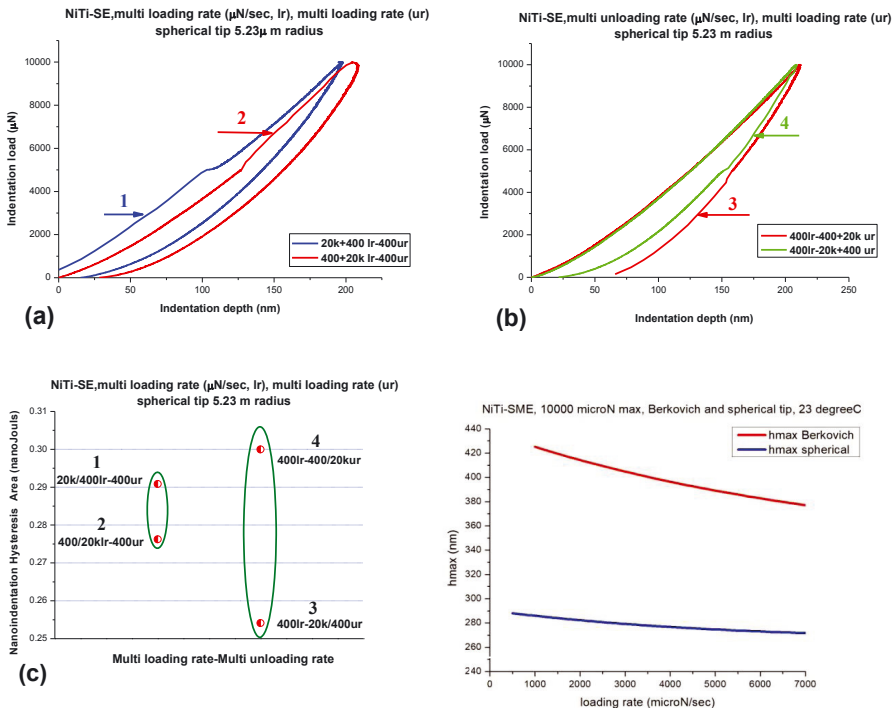 NiTi-SE,multi loading rate (μN/sec, lr), multi loading rate (ur)
spherical tip 5.23μ m radius
Indentation load (μN)
10000
8000
6000
4000
2000
0
1
2
20k+400 lr-400ur
400+20k lr-400ur
0 50 100 150 200
Indentation depth (nm)
(a)
NiTi-SE,multi unloading rate (μN/sec, lr), multi loading rate (ur)
spherical tip 5.23 m radius
Indentation load (μN)
10000
8000
6000
4000
2000
0
4
3
400lr-400+20k ur
400lr-20k+400 ur
0 50 100 150 200 250
Indentation depth (nm)
(b)
NiTi-SE,multi loading rate (μN/sec, lr), multi loading rate (ur)
spherical tip 5.23 m radius
Nanoindentation Hysteresis Area (nanoJouls)
0.31
0.30
0.29
0.28
0.27
0.26
0.25
1
20k/400lr-400ur
2
400/20klr-400ur
4
400lr-400/20kur
3
400lr-20k/400ur
Multi loading rate-Multi unloading rate
(c)
NiTi-SME, 10000 microN max, Berkovich and spherical tip, 23 degreeC
hmax (nm)
440
420
400
380
360
340
320
300
280
260
240
hmax Berkovich
hmax spherical
0 1000 2000 3000 4000 5000 6000 7000
loading rate (microN/sec)